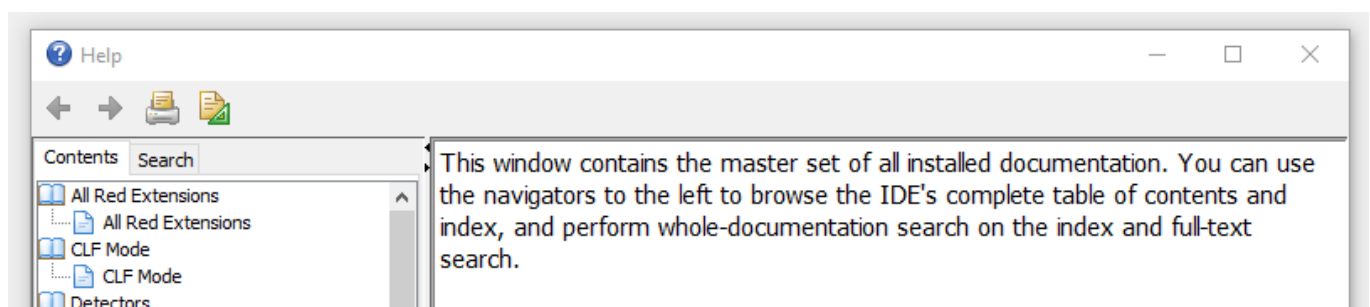 Help
Contents
Search
All Red Extensions
All Red Extensions
CLF Mode
CLF Mode
Detectors
This window contains the master set of all installed documentation. You can use
the navigators to the left to browse the IDE's complete table of contents and
index, and perform whole-documentation search on the index and full-text
search.